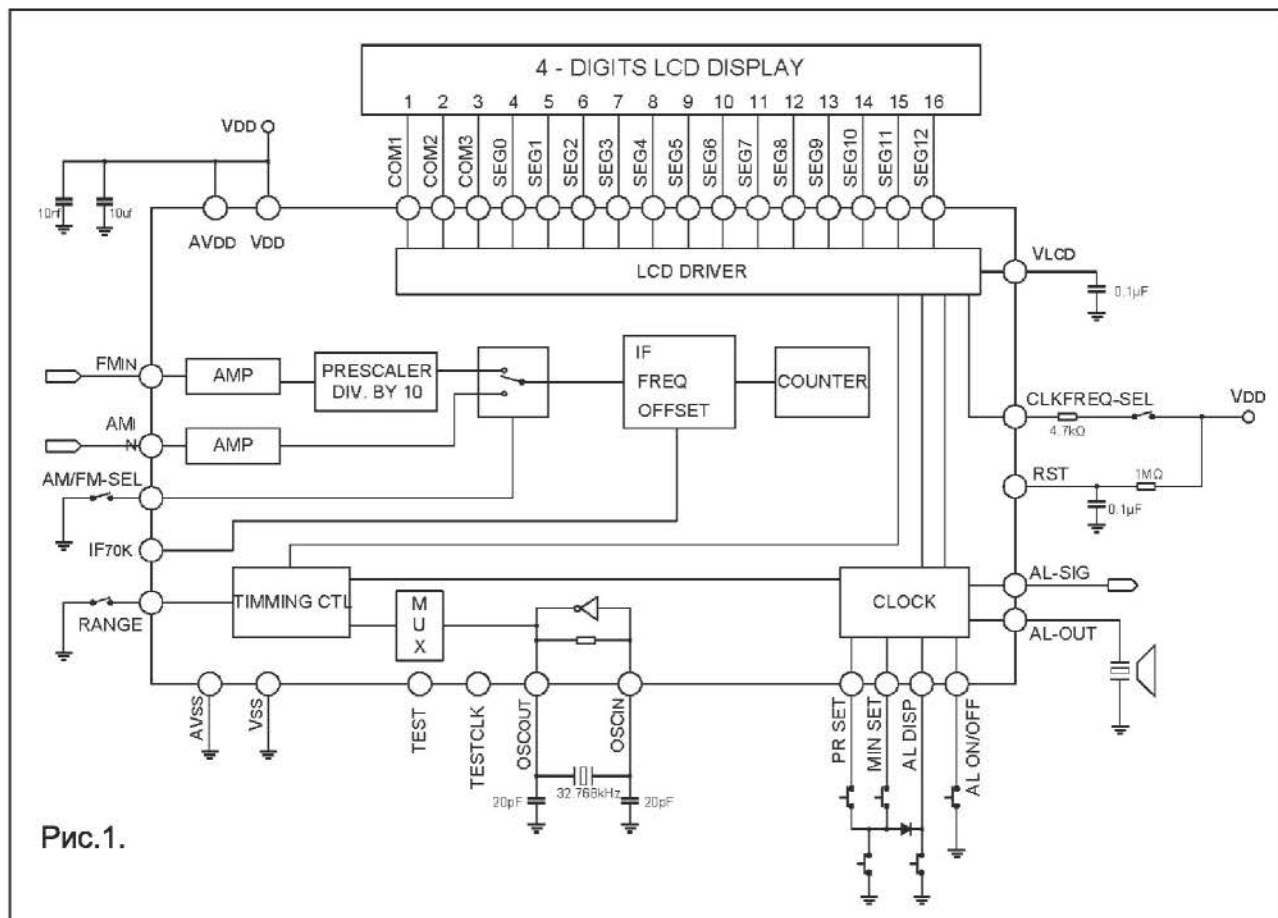 4 - DIGITS LCD DISPLAY
1 2 3 4 5 6 7 8 9 10 11 12 13 14 15 16
COM1 COM2 COM3 SEG0 SEG1 SEG2 SEG3 SEG4 SEG5 SEG6 SEG7 SEG8 SEG9 SEG10 SEG11 SEG12
VDD
10nf 10uf
AVDD VDD
LCD DRIVER
VLCD
0.1µF
FMIN
AMP
PRESCALER
DIV. BY 10
IF
FREQ
OFFSET
COUNTER
AMI
N
AMP
CLKFREQ-SEL
VDD
4.7kΩ
AM/FM-SEL
RST
1MΩ
0.1µF
IF70K
RANGE
TIMMING CTL
M
U
X
CLOCK
AL-SIG
AL-OUT
AVSS
VSS
TEST
TESTCLK
OSCOUT
OSCIN
PR SET
MIN SET
AL DISP
AL ON/OFF
20pF 32.768kHz 20pF
Рис.1.